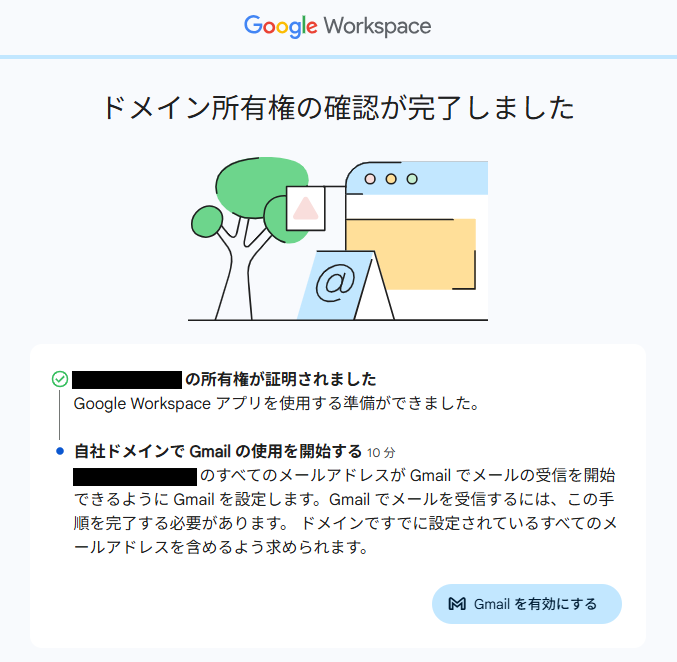 Google Workspace
ドメイン所有権の確認が完了しました
@
の所有権が証明されました
Google Workspace アプリを使用する準備ができました。
自社ドメインで Gmail の使用を開始する 10 分
のすべてのメールアドレスが Gmail でメールの受信を開始
できるように Gmail を設定します。Gmail でメールを受信するには、この手
順を完了する必要があります。 ドメインですでに設定されているすべてのメ
ールアドレスを含めるよう求められます。
Gmail を有効にする